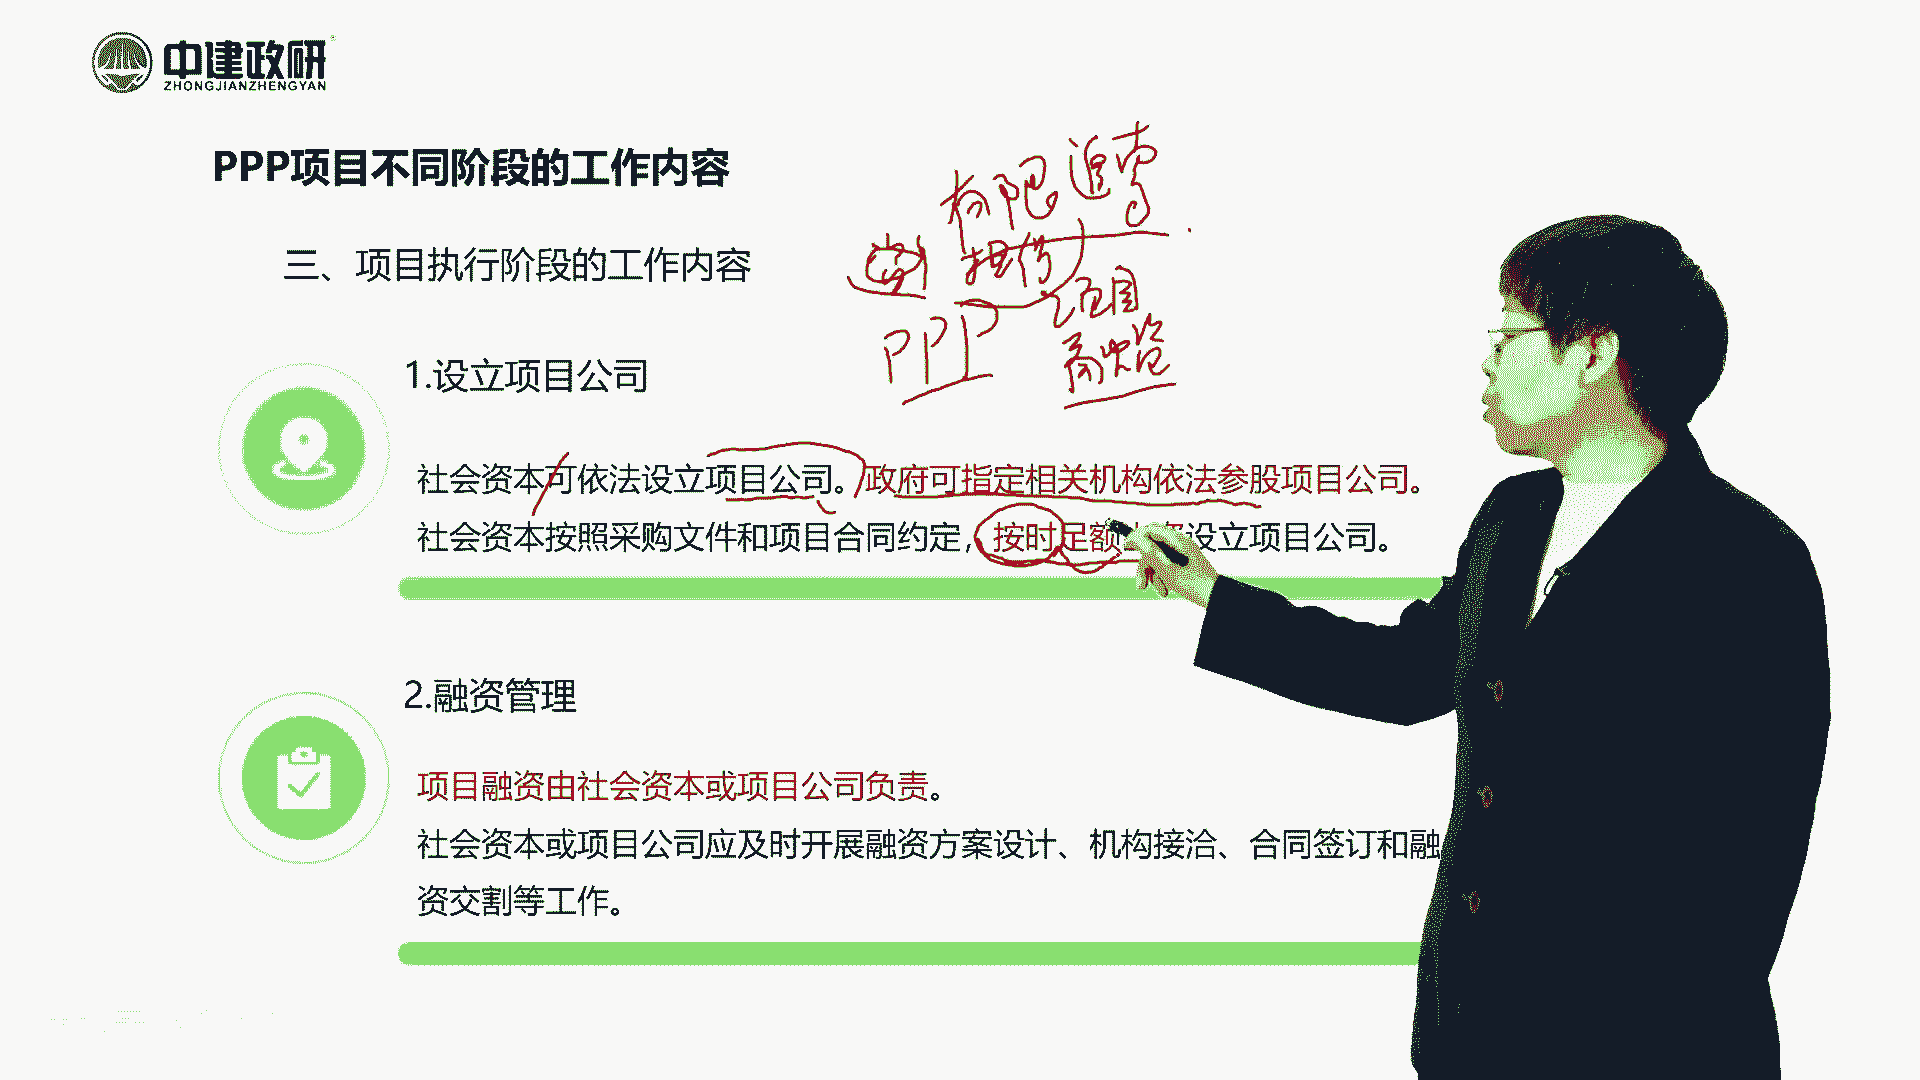 中建政研
ZHONGJIANZHENGYAN
PPP项目不同阶段的工作内容
有限追索
担保
项目
PPP
融资
三、项目执行阶段的工作内容
1.设立项目公司
社会资本可依法设立项目公司。政府可指定相关机构依法参股项目公司。
社会资本按照采购文件和项目合同约定，按时足额设立项目公司。
2.融资管理
项目融资由社会资本或项目公司负责。
社会资本或项目公司应及时开展融资方案设计、机构接洽、合同签订和融
资交割等工作。